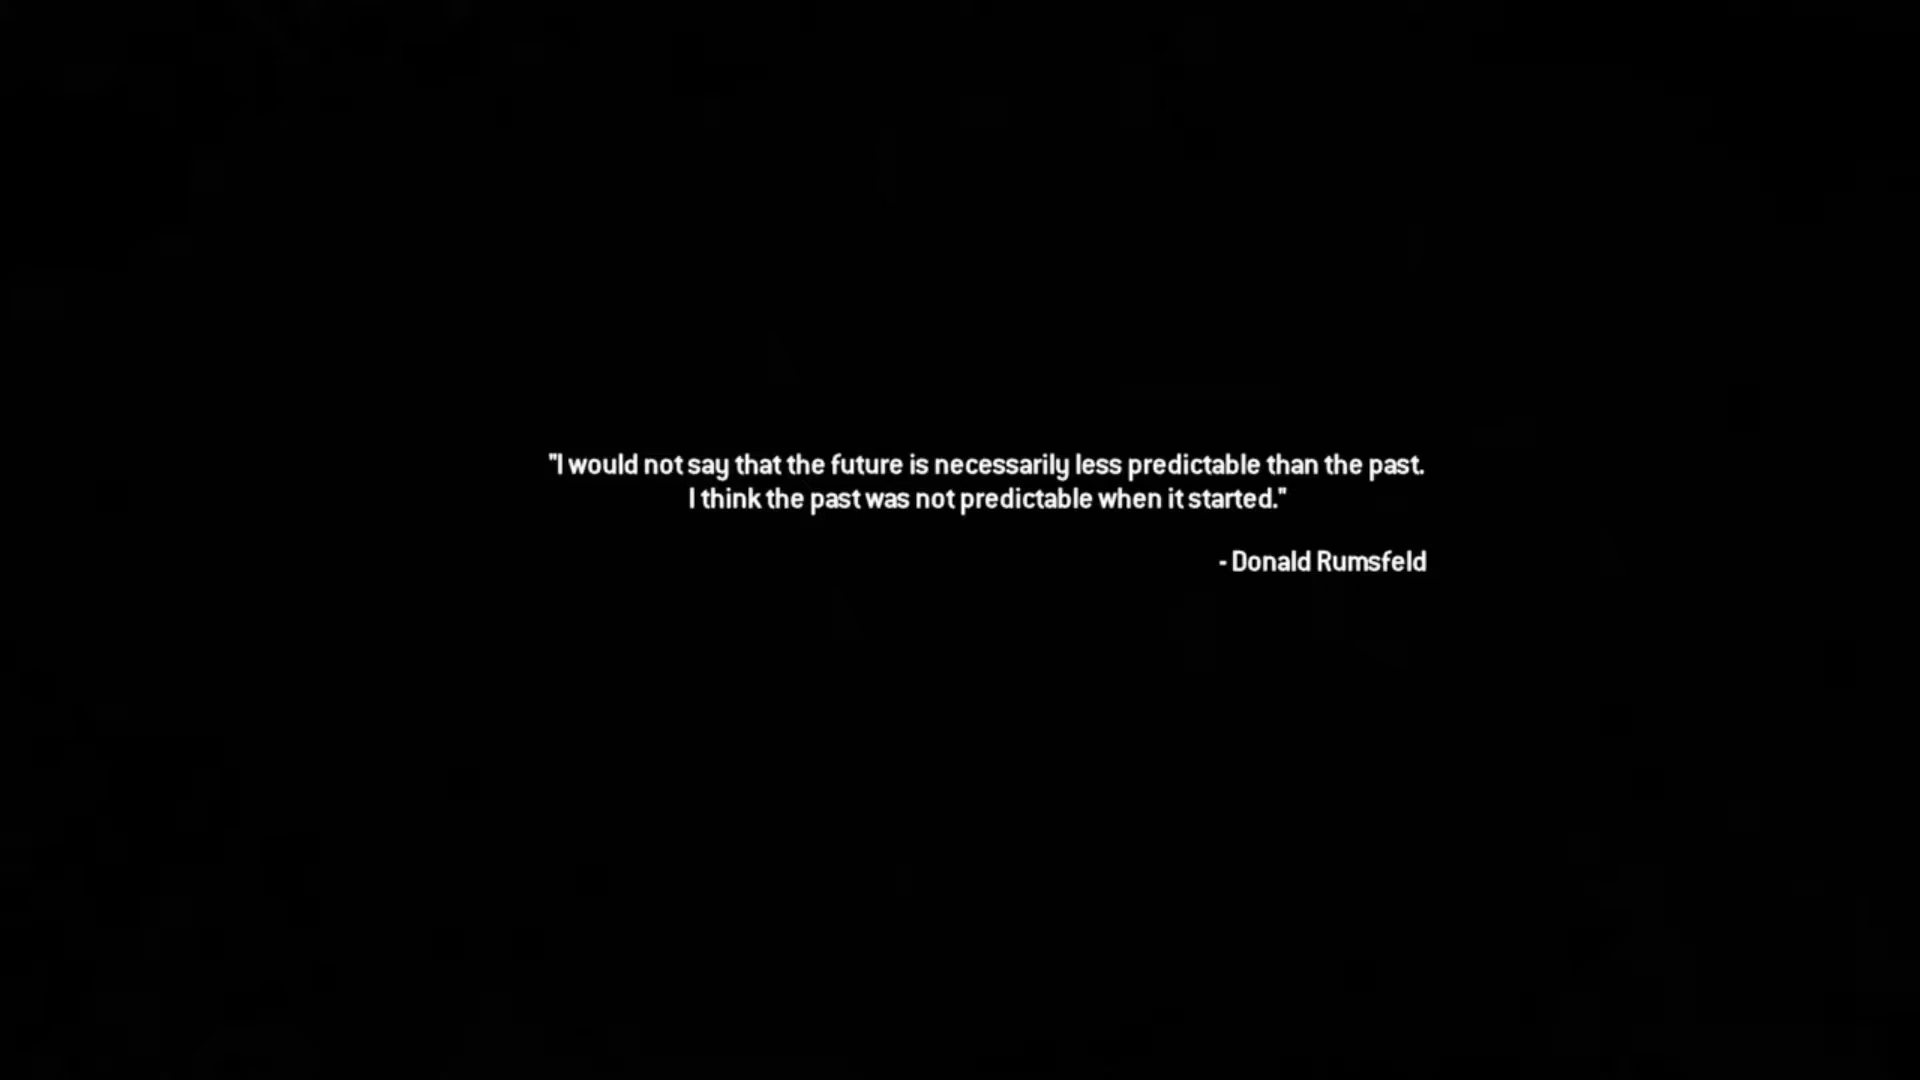 "I would not say that the future is necessarily less predictable than the past.
I think the past was not predictable when it started."
- Donald Rumsfeld